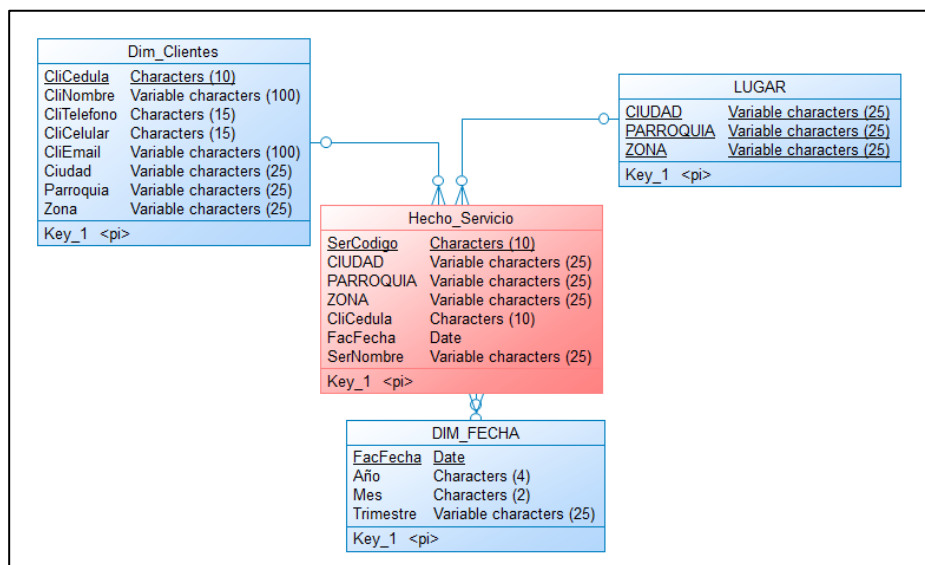 Dim_Clientes
CliCedula Characters (10)
CliNombre Variable characters (100)
CliTelefono Characters (15)
CliCelular Characters (15)
CliEmail Variable characters (100)
Ciudad Variable characters (25)
Parroquia Variable characters (25)
Zona Variable characters (25)
Key_1 <pi>
LUGAR
CIUDAD Variable characters (25)
PARROQUIA Variable characters (25)
ZONA Variable characters (25)
Key_1 <pi>
Hecho_Servicio
SerCodigo Characters (10)
CIUDAD Variable characters (25)
PARROQUIA Variable characters (25)
ZONA Variable characters (25)
CliCedula Characters (10)
FacFecha Date
SerNombre Variable characters (25)
Key_1 <pi>
DIM_FECHA
FacFecha Date
Año Characters (4)
Mes Characters (2)
Trimestre Variable characters (25)
Key_1 <pi>